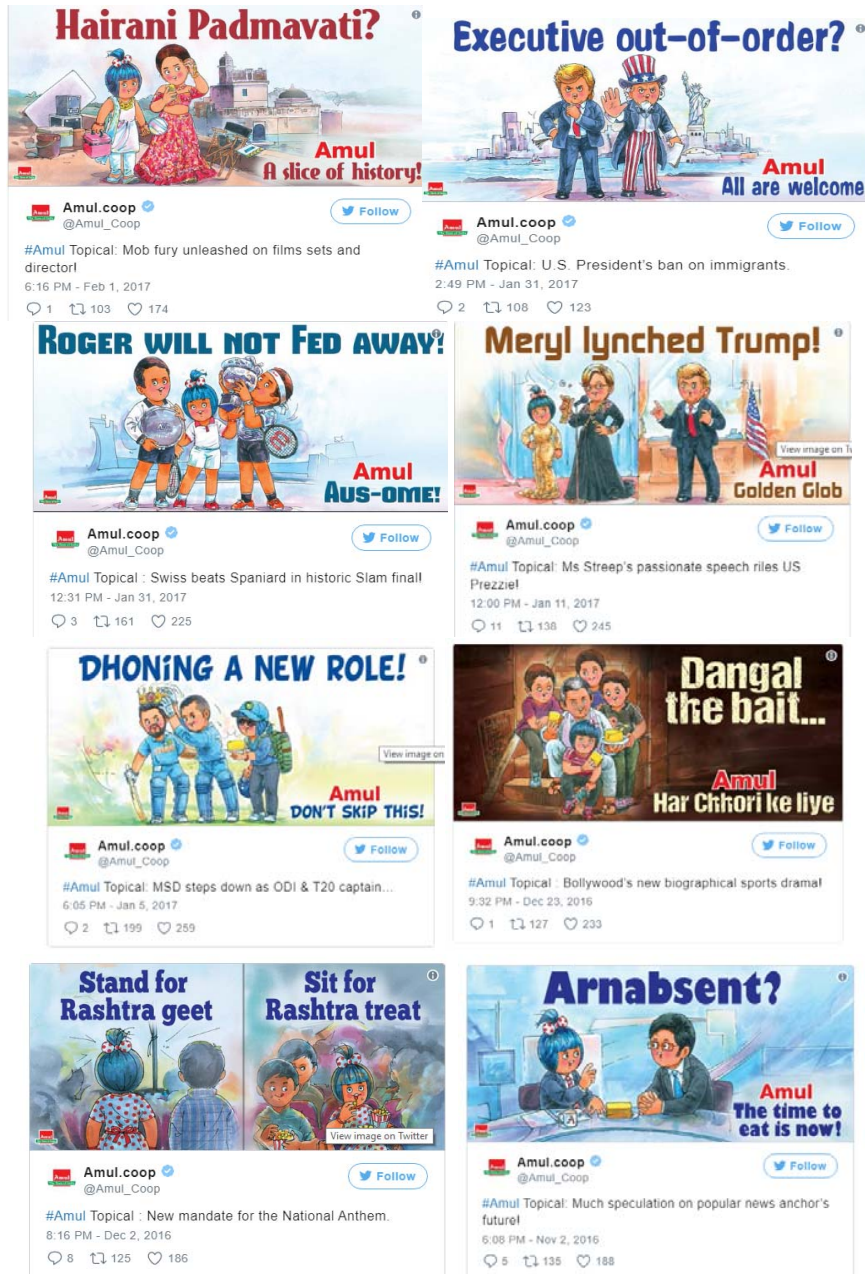 Hairani Padmavati?
Amul
A slice of history!
Amul.coop
@Amul_Coop
Follow
#Amul Topical: Mob fury unleashed on films sets and
director!
6:16 PM - Feb 1, 2017
1 103 174
Executive out-of-order?
Amul
All are welcome
Amul.coop
@Amul_Coop
Follow
#Amul Topical: U.S. President's ban on immigrants.
2:49 PM - Jan 31, 2017
2 108 123
ROGER WILL NOT FED AWAY!
Amul
AUS-OME!
Amul.coop
@Amul_Coop
Follow
#Amul Topical : Swiss beats Spaniard in historic Slam final!
12:31 PM - Jan 31, 2017
3 161 225
Meryl lynched Trump!
View image on Tw
Amul
Golden Glob
Amul.coop
@Amul_Coop
Follow
#Amul Topical: Ms Streep's passionate speech riles US
Prezzie!
12:00 PM - Jan 11, 2017
11 138 245
DHONING A NEW ROLE!
View image on
Amul
DON'T SKIP THIS!
Amul.coop
@Amul_Coop
Follow
#Amul Topical: MSD steps down as ODI & T20 captain...
6:05 PM - Jan 5, 2017
2 199 259
Dangal
the bait...
Amul
Har Chhori ke liye
Amul.coop
@Amul_Coop
Follow
#Amul Topical : Bollywood's new biographical sports drama!
9:32 PM - Dec 23, 2016
1 127 233
Stand for
Rashtra geet
Sit for
Rashtra treat
View image on Twitter
Amul.coop
@Amul_Coop
Follow
#Amul Topical : New mandate for the National Anthem.
8:16 PM - Dec 2, 2016
8 125 186
Arnabsent?
A
Amul
The time to
eat is now!
Amul.coop
@Amul_Coop
Follow
#Amul Topical: Much speculation on popular news anchor's
future!
6:08 PM - Nov 2, 2016
5 135 188